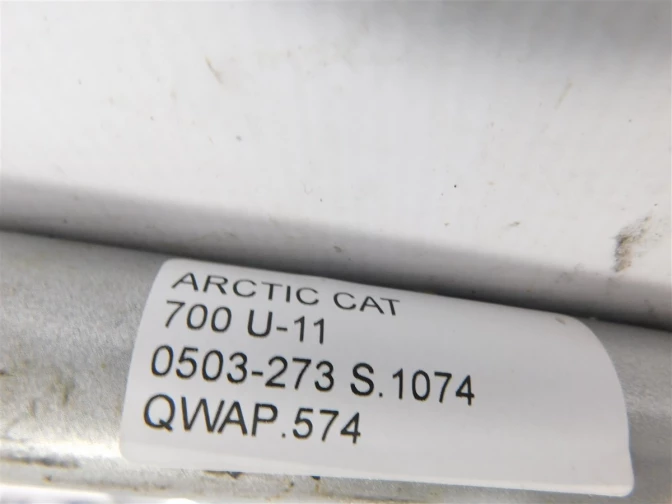 ARCTIC CAT
700 U-11
0503-273 S.1074
QWAP.574